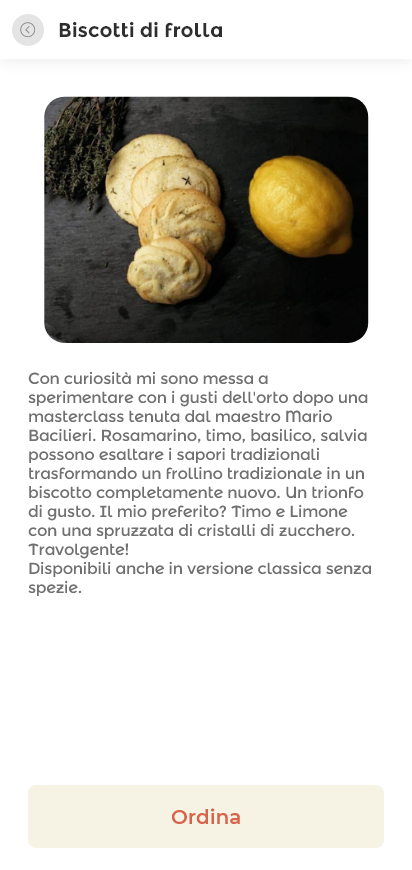 Biscotti di frolla
Con curiosità mi sono messa a
sperimentare con i gusti dell'orto dopo una
masterclass tenuta dal maestro Mario
Bacilieri. Rosamarino, timo, basilico, salvia
possono esaltare i sapori tradizionali
trasformando un frollino tradizionale in un
biscotto completamente nuovo. Un trionfo
di gusto. Il mio preferito? Timo e Limone
con una spruzzata di cristalli di zucchero.
Travolgente!
Disponibili anche in versione classica senza
spezie.
Ordina